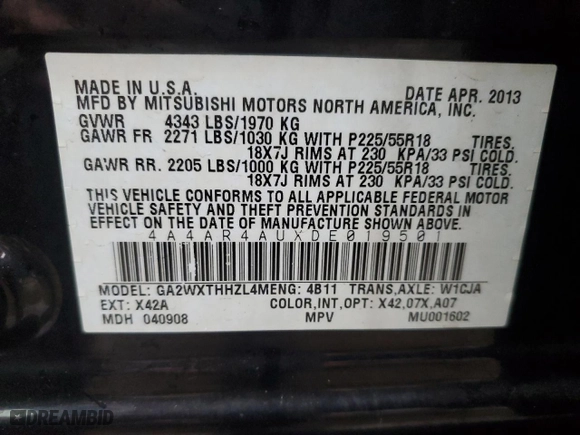 MADE IN U.S.A. DATE APR. 2013
MFD BY MITSUBISHI MOTORS NORTH AMERICA, INC.
GVWR 4343 LBS/1970 KG
GAWR FR 2271 LBS/1030 KG WITH P225/55R18 TIRES.
18X7J RIMS AT 230 KPA/33 PSI COLD.
GAWR RR. 2205 LBS/1000 KG WITH P225/55R18 TIRES.
18X7J RIMS AT 230 KPA/33 PSI COLD.
THIS VEHICLE CONFORMS TO ALL APPLICABLE FEDERAL MOTOR
VEHICLE SAFETY AND THEFT PREVENTION STANDARDS IN
EFFECT ON THE DATE OF MANUFACTURE SHOWN ABOVE.
4A4AR4AUXDE019501
MODEL: GA2WXTHHZL4MENG: 4B11 TRANS,AXLE: W1CJA
EXT: X42A COLOR,INT,OPT: X42,07X,A07
MDH 040908 MPV MU001602
DREAMBID